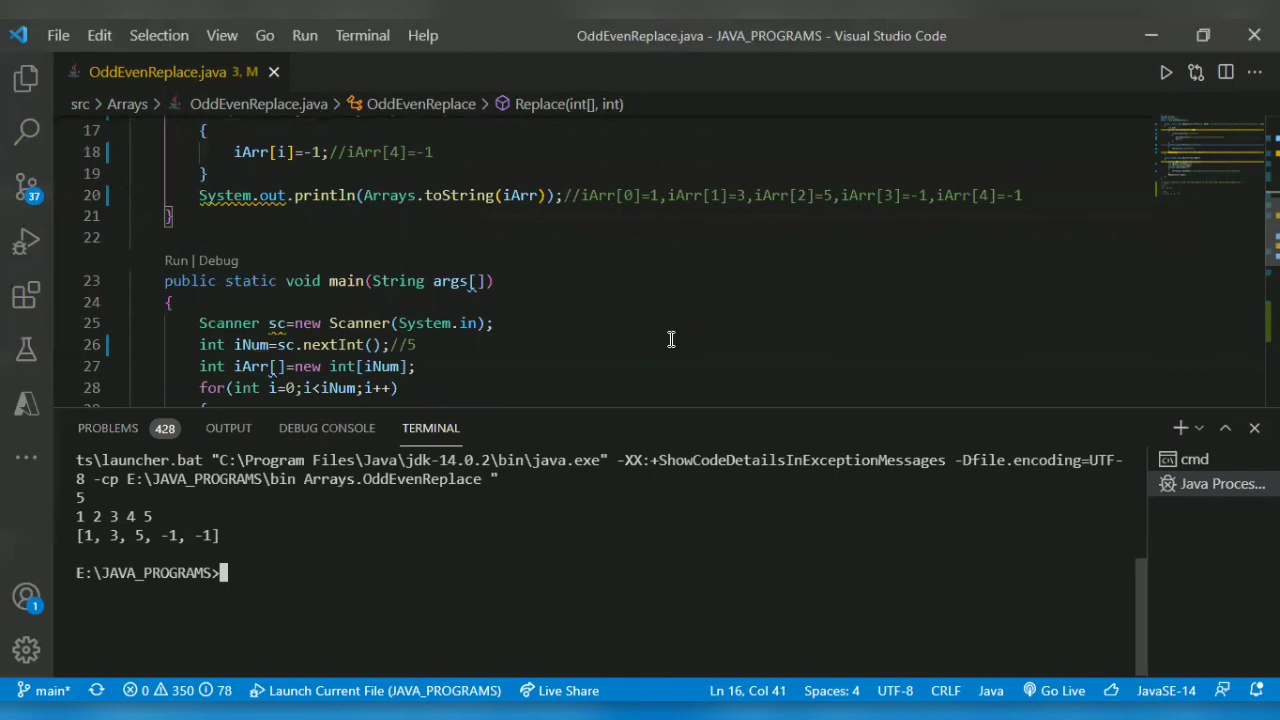 File Edit Selection View Go Run Terminal Help OddEvenReplace.java - JAVA_PROGRAMS - Visual Studio Code
OddEvenReplace.java 3, M
src > Arrays > OddEvenReplace.java > OddEvenReplace > Replace(int[], int)
17 {
18 iArr[i]=-1;//iArr[4]=-1
19 }
20 System.out.println(Arrays.toString(iArr));//iArr[0]=1,iArr[1]=3,iArr[2]=5,iArr[3]=-1,iArr[4]=-1
21 }
22
Run | Debug
23 public static void main(String args[])
24 {
25 Scanner sc=new Scanner(System.in);
26 int iNum=sc.nextInt();//5
27 int iArr[]=new int[iNum];
28 for(int i=0;i<iNum;i++)
37
PROBLEMS 428 OUTPUT DEBUG CONSOLE TERMINAL
ts\launcher.bat "C:\Program Files\Java\jdk-14.0.2\bin\java.exe" -XX:+ShowCodeDetailsInExceptionMessages -Dfile.encoding=UTF-
8 -cp E:\JAVA_PROGRAMS\bin Arrays.OddEvenReplace "
5
1 2 3 4 5
[1, 3, 5, -1, -1]
E:\JAVA_PROGRAMS>
cmd
Java Proces...
1
main* 0 350 78 Launch Current File (JAVA_PROGRAMS) Live Share Ln 16, Col 41 Spaces: 4 UTF-8 CRLF Java Go Live JavaSE-14